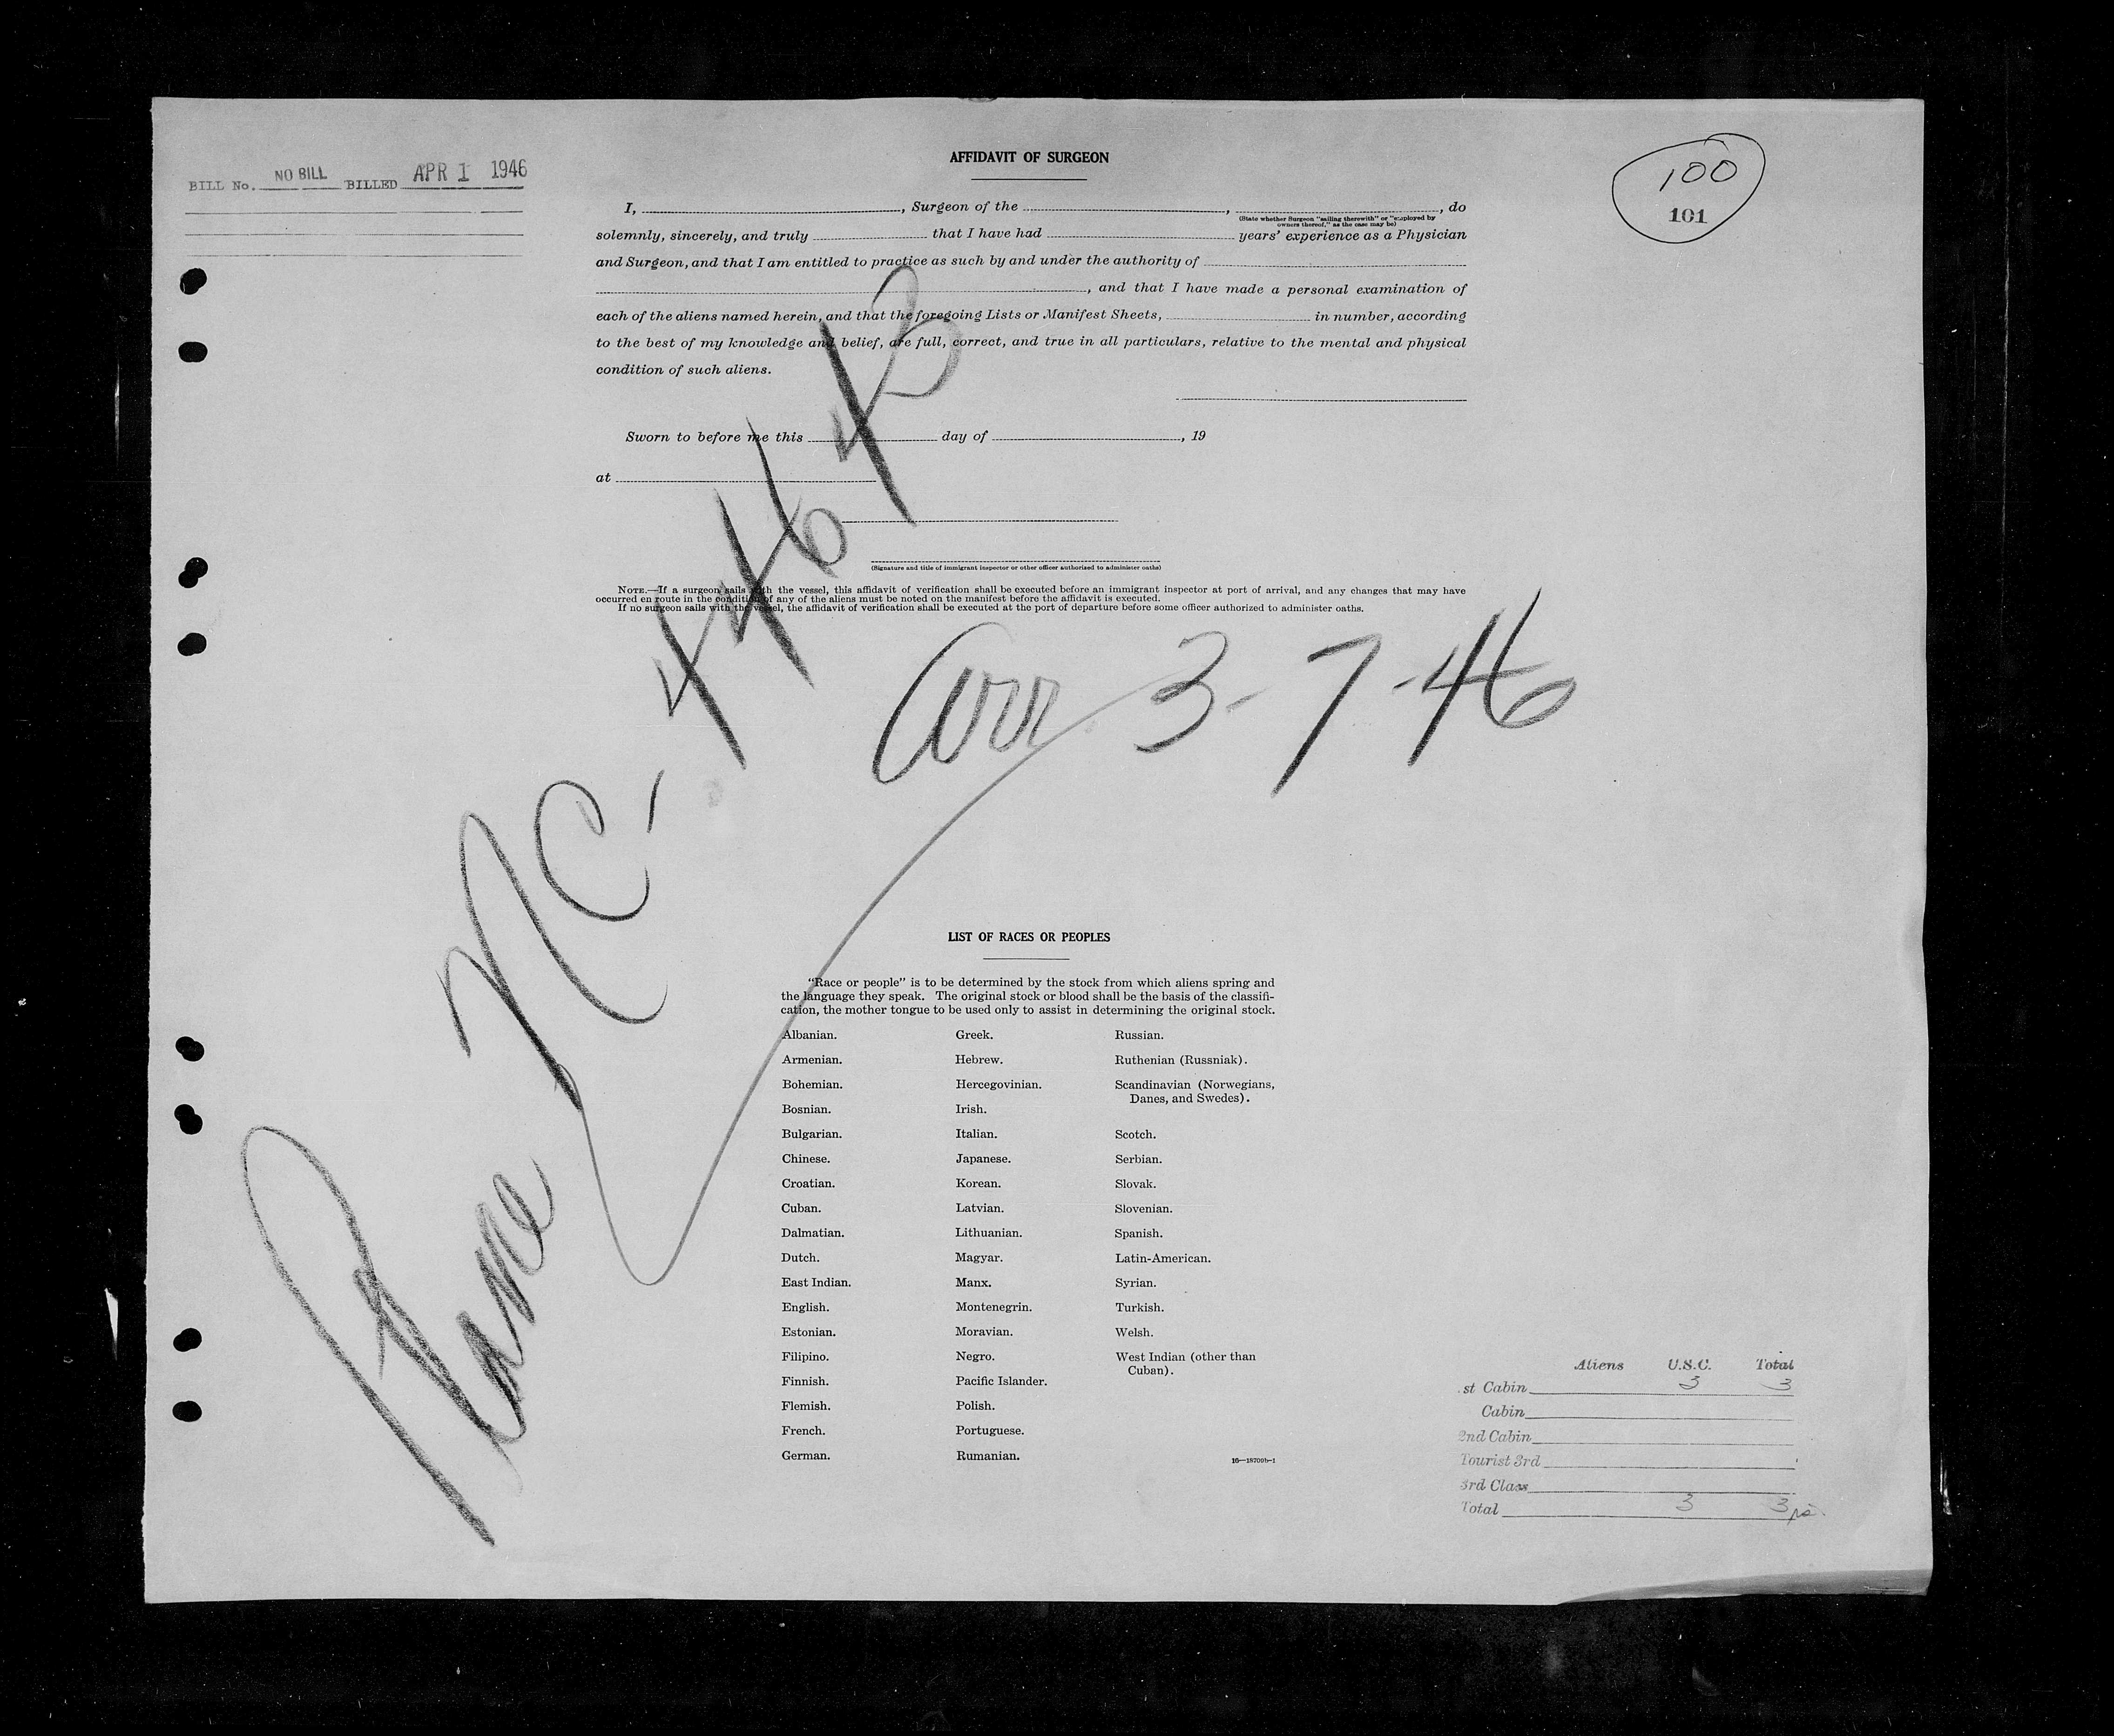 BILL No. NO BILL BILLED APR 1 1946
100
101
AFFIDAVIT OF SURGEON
I, , Surgeon of the , , do
(State whether Surgeon "sailing therewith" or "employed by
owners thereof," as the case may be)
solemnly, sincerely, and truly that I have had years' experience as a Physician
and Surgeon, and that I am entitled to practice as such by and under the authority of
, and that I have made a personal examination of
each of the aliens named herein, and that the foregoing Lists or Manifest Sheets, in number, according
to the best of my knowledge and belief, are full, correct, and true in all particulars, relative to the mental and physical
condition of such aliens.
Sworn to before me this day of , 19
at
(Signature and title of immigrant inspector or other officer authorized to administer oaths)
NOTE.—If a surgeon sails with the vessel, this affidavit of verification shall be executed before an immigrant inspector at port of arrival, and any changes that may have
occurred en route in the condition of any of the aliens must be noted on the manifest before the affidavit is executed.
If no surgeon sails with the vessel, the affidavit of verification shall be executed at the port of departure before some officer authorized to administer oaths.
Plane NC-44643
Arr 3-7-46
LIST OF RACES OR PEOPLES
"Race or people" is to be determined by the stock from which aliens spring and
the language they speak. The original stock or blood shall be the basis of the classifi-
cation, the mother tongue to be used only to assist in determining the original stock.
Albanian.
Armenian.
Bohemian.
Bosnian.
Bulgarian.
Chinese.
Croatian.
Cuban.
Dalmatian.
Dutch.
East Indian.
English.
Estonian.
Filipino.
Finnish.
Flemish.
French.
German.
Greek.
Hebrew.
Hercegovinian.
Irish.
Italian.
Japanese.
Korean.
Latvian.
Lithuanian.
Magyar.
Manx.
Montenegrin.
Moravian.
Negro.
Pacific Islander.
Polish.
Portuguese.
Rumanian.
Russian.
Ruthenian (Russniak).
Scandinavian (Norwegians,
Danes, and Swedes).
Scotch.
Serbian.
Slovak.
Slovenian.
Spanish.
Latin-American.
Syrian.
Turkish.
Welsh.
West Indian (other than
Cuban).
Aliens U.S.C. Total
st Cabin 3 3
Cabin
2nd Cabin
Tourist 3rd
3rd Class
Total 3 3